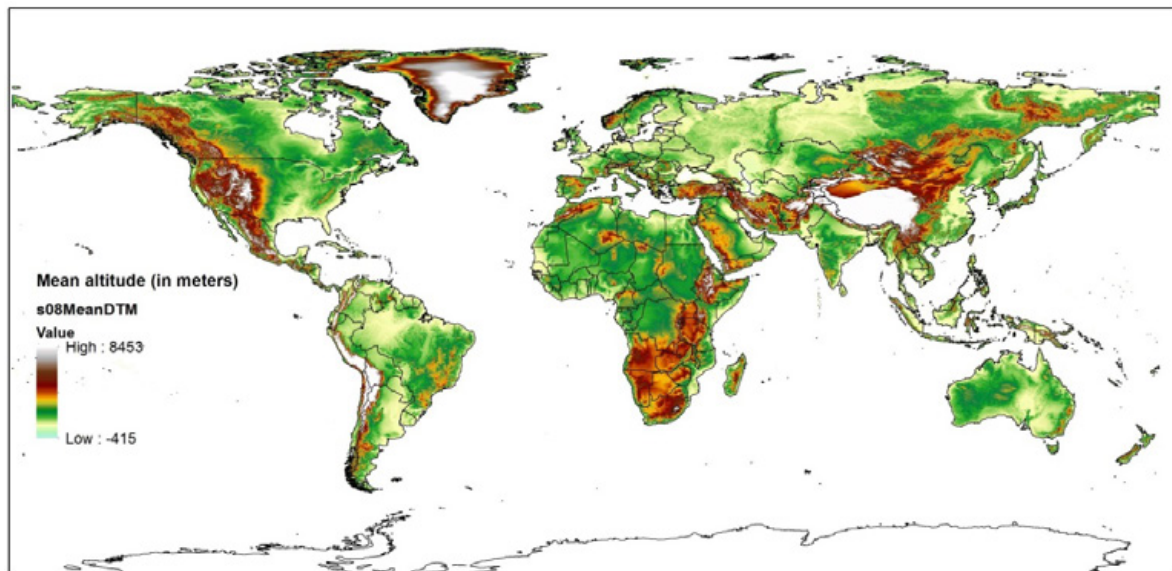 Mean altitude (in meters)
s08MeanDTM
Value
High : 8453
Low : -415